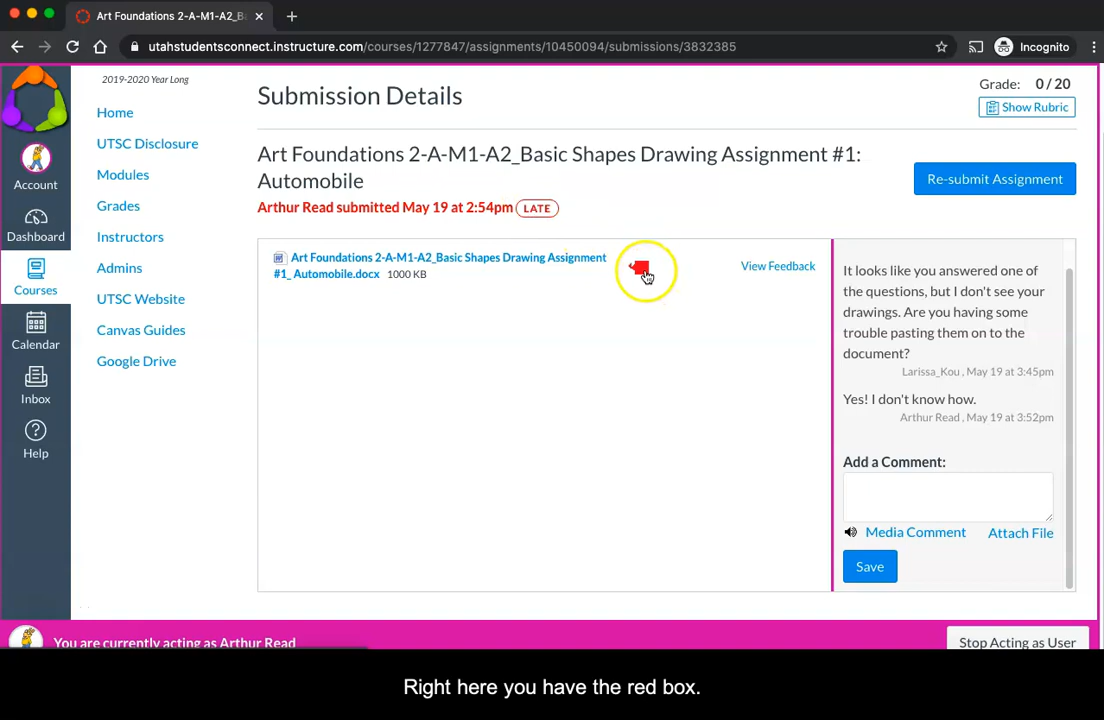 Art Foundations 2-A-M1-A2_B
utahstudentsconnect.instructure.com/courses/1277847/assignments/10450094/submissions/3832385
Incognito
2019-2020 Year Long
Account
Dashboard
Courses
Calendar
Inbox
Help
Home
UTSC Disclosure
Modules
Grades
Instructors
Admins
UTSC Website
Canvas Guides
Google Drive
Submission Details
Grade: 0 / 20
Show Rubric
Art Foundations 2-A-M1-A2_Basic Shapes Drawing Assignment #1:
Automobile
Re-submit Assignment
Arthur Read submitted May 19 at 2:54pm LATE
Art Foundations 2-A-M1-A2_Basic Shapes Drawing Assignment
#1_ Automobile.docx 1000 KB
View Feedback
It looks like you answered one of
the questions, but I don't see your
drawings. Are you having some
trouble pasting them on to the
document?
Larissa_Kou , May 19 at 3:45pm
Yes! I don't know how.
Arthur Read , May 19 at 3:52pm
Add a Comment:
Media Comment
Attach File
Save
You are currently acting as Arthur Read
Stop Acting as User
Right here you have the red box.